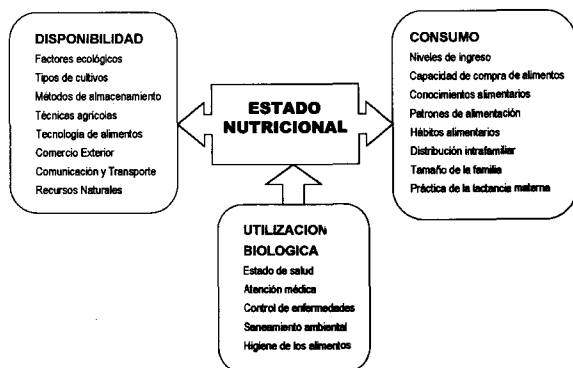 DISPONIBILIDAD
Factores ecológicos
Tipos de cultivos
Métodos de almacenamiento
Técnicas agrícolas
Tecnología de alimentos
Comercio Exterior
Comunicación y Transporte
Recursos Naturales
ESTADO
NUTRICIONAL
CONSUMO
Niveles de ingreso
Capacidad de compra de alimentos
Conocimientos alimentarios
Patrones de alimentación
Hábitos alimentarios
Distribución intrafamiliar
Tamaño de la familia
Práctica de la lactancia materna
UTILIZACION
BIOLOGICA
Estado de salud
Atención médica
Control de enfermedades
Saneamiento ambiental
Higiene de los alimentos